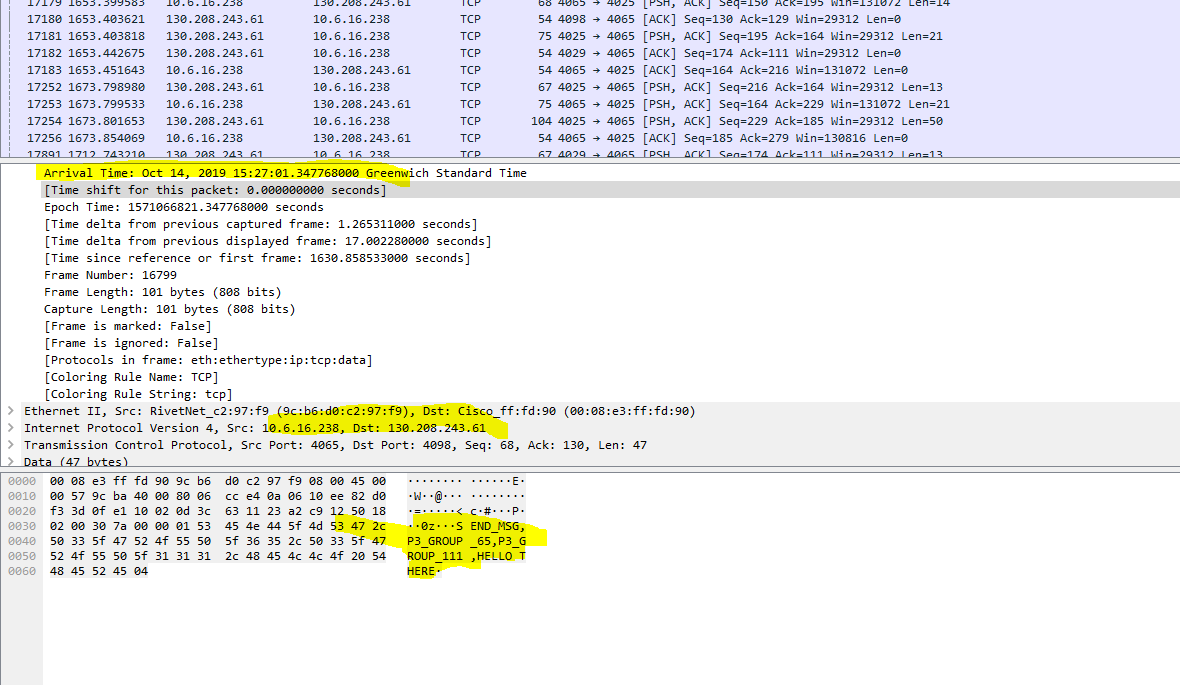 17179 1653.399583 10.6.16.238 130.208.243.61 TCP 68 4065 → 4025 [PSH, ACK] Seq=150 Ack=195 Win=131072 Len=14
17180 1653.403621 130.208.243.61 10.6.16.238 TCP 54 4098 → 4065 [ACK] Seq=130 Ack=129 Win=29312 Len=0
17181 1653.403818 130.208.243.61 10.6.16.238 TCP 75 4025 → 4065 [PSH, ACK] Seq=195 Ack=164 Win=29312 Len=21
17182 1653.442675 130.208.243.61 10.6.16.238 TCP 54 4029 → 4065 [ACK] Seq=174 Ack=111 Win=29312 Len=0
17183 1653.451643 10.6.16.238 130.208.243.61 TCP 54 4065 → 4025 [ACK] Seq=164 Ack=216 Win=131072 Len=0
17252 1673.798980 130.208.243.61 10.6.16.238 TCP 67 4025 → 4065 [PSH, ACK] Seq=216 Ack=164 Win=29312 Len=13
17253 1673.799533 10.6.16.238 130.208.243.61 TCP 75 4065 → 4025 [PSH, ACK] Seq=164 Ack=229 Win=131072 Len=21
17254 1673.801653 130.208.243.61 10.6.16.238 TCP 104 4025 → 4065 [PSH, ACK] Seq=229 Ack=185 Win=29312 Len=50
17256 1673.854069 10.6.16.238 130.208.243.61 TCP 54 4065 → 4025 [ACK] Seq=185 Ack=279 Win=130816 Len=0
17891 1712.743210 130.208.243.61 10.6.16.238 TCP 67 4029 → 4065 [PSH, ACK] Seq=174 Ack=111 Win=29312 Len=13
Arrival Time: Oct 14, 2019 15:27:01.347768000 Greenwich Standard Time
[Time shift for this packet: 0.000000000 seconds]
Epoch Time: 1571066821.347768000 seconds
[Time delta from previous captured frame: 1.265311000 seconds]
[Time delta from previous displayed frame: 17.002280000 seconds]
[Time since reference or first frame: 1630.858533000 seconds]
Frame Number: 16799
Frame Length: 101 bytes (808 bits)
Capture Length: 101 bytes (808 bits)
[Frame is marked: False]
[Frame is ignored: False]
[Protocols in frame: eth:ethertype:ip:tcp:data]
[Coloring Rule Name: TCP]
[Coloring Rule String: tcp]
Ethernet II, Src: RivetNet_c2:97:f9 (9c:b6:d0:c2:97:f9), Dst: Cisco_ff:fd:90 (00:08:e3:ff:fd:90)
Internet Protocol Version 4, Src: 10.6.16.238, Dst: 130.208.243.61
Transmission Control Protocol, Src Port: 4065, Dst Port: 4098, Seq: 68, Ack: 130, Len: 47
Data (47 bytes)
0000 00 08 e3 ff fd 90 9c b6 d0 c2 97 f9 08 00 45 00 ········ ······E·
0010 00 57 9c ba 40 00 80 06 cc e4 0a 06 10 ee 82 d0 ·W··@··· ········
0020 f3 3d 0f e1 10 02 0d 3c 63 11 23 a2 c9 12 50 18 ·=·····< c·#···P·
0030 02 00 30 7a 00 00 01 53 45 4e 44 5f 4d 53 47 2c ··0z···S END_MSG,
0040 50 33 5f 47 52 4f 55 50 5f 36 35 2c 50 33 5f 47 P3_GROUP _65,P3_G
0050 52 4f 55 50 5f 31 31 31 2c 48 45 4c 4c 4f 20 54 ROUP_111 ,HELLO T
0060 48 45 52 45 04 HERE·